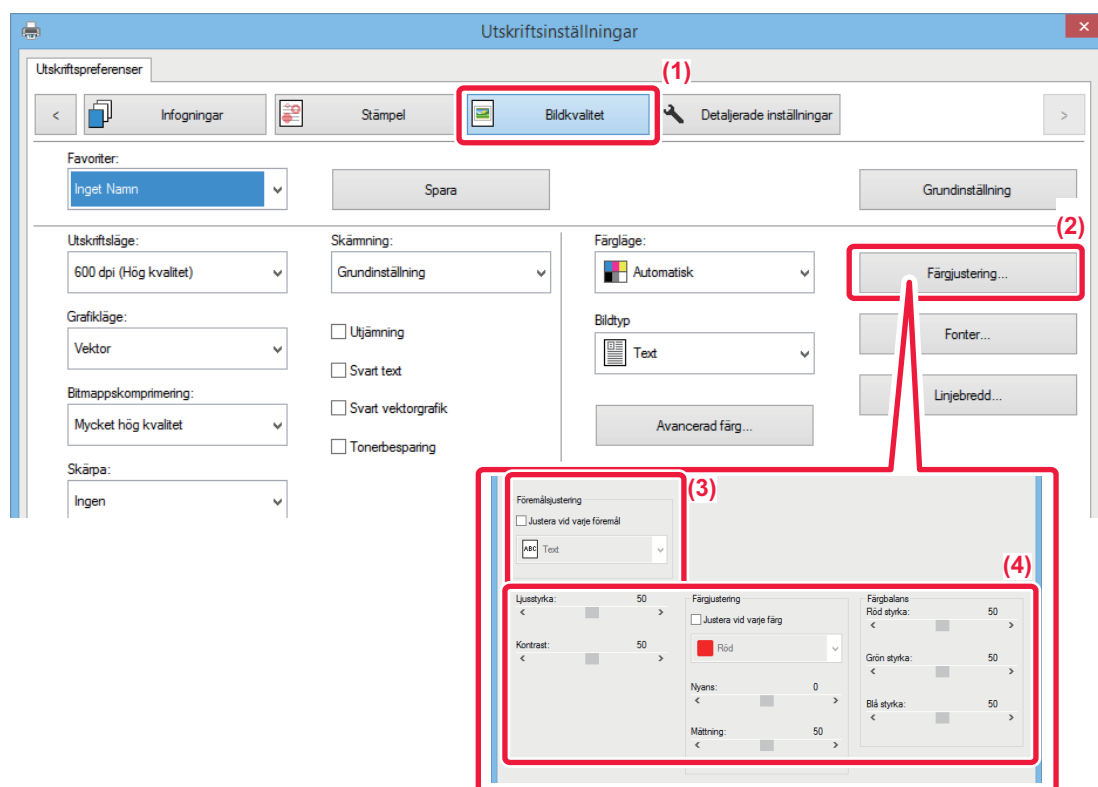 Utskriftsinställningar
Utskriftspreferenser
(1)
<
Infogningar
Stämpel
Bildkvalitet
Detaljerade inställningar
>
Favoriter:
Inget Namn
Spara
Grundinställning
(2)
Utskriftsläge:
600 dpi (Hög kvalitet)
Skärmning:
Grundinställning
Färgläge:
Automatisk
Färgjustering...
Grafikläge:
Vektor
Utjämning
Bildtyp
Text
Fonter...
Svart text
Bitmappskomprimering:
Mycket hög kvalitet
Svart vektorgrafik
Linjebredd...
Tonerbesparing
Avancerad färg...
Skärpa:
Ingen
(3)
Föremålsjustering
Justera vid varje föremål
ABC Text
(4)
Ljusstyrka: 50
< >
Kontrast: 50
< >
Färgjustering
Justera vid varje färg
Röd
Nyans: 0
< >
Mättning: 50
< >
Färgbalans
Röd styrka: 50
< >
Grön styrka: 50
< >
Blå styrka: 50
< >